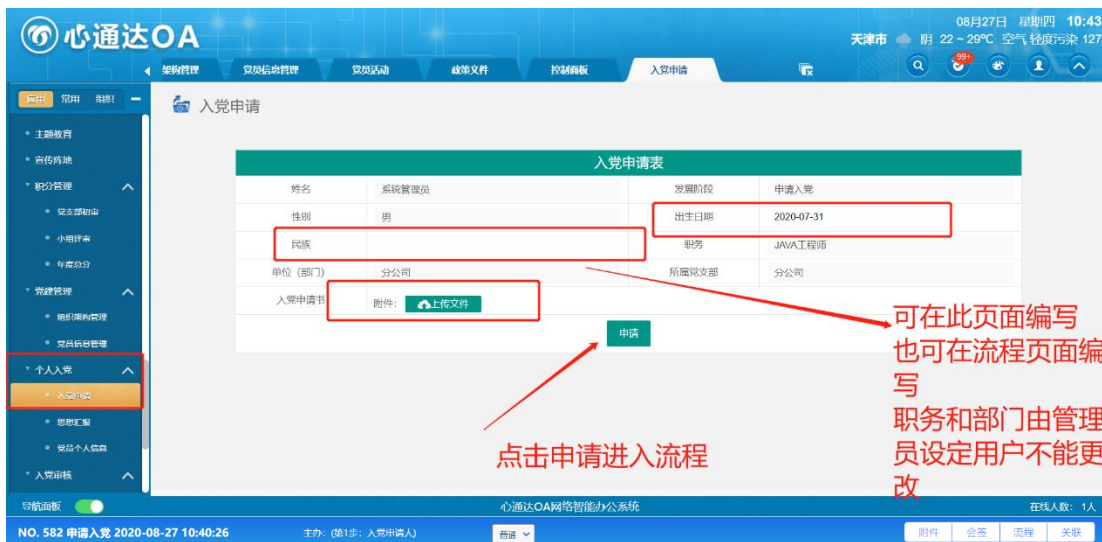 心通达OA
08月27日 星期四 10:43
天津市 阴 22~29℃ 空气 轻度污染 127
架构管理 党员信息管理 党员活动 政策文件 控制面板 入党申请
99+
应用 常用 组织
入党申请
主题教育
宣传阵地
积分管理
党支部初审
小组评审
年度总分
党建管理
组织架构管理
党员信息管理
个人入党
入党申请
思想汇报
党员个人信息
入党审核
入党申请表
姓名 系统管理员 发展阶段 申请入党
性别 男 出生日期 2020-07-31
民族 职务 JAVA工程师
单位（部门） 分公司 所属党支部 分公司
入党申请书 附件： 上传文件
申请
可在此页面编写
也可在流程页面编
写
职务和部门由管理
员设定用户不能更
改
点击申请进入流程
导航面板 心通达OA网络智能办公系统 在线人数：1人
NO. 582 申请入党 2020-08-27 10:40:26 主办：(第1步：入党申请人) 普通 附件 会签 流程 关联